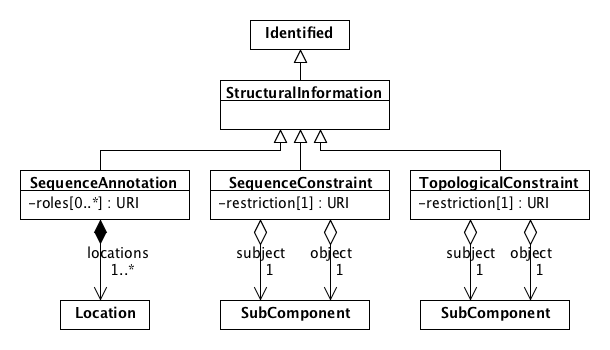 Identified
StructuralInformation
SequenceAnnotation
–roles[0..*] : URI
SequenceConstraint
–restriction[1] : URI
TopologicalConstraint
–restriction[1] : URI
locations
1..*
subject
1
object
1
subject
1
object
1
Location
SubComponent
SubComponent